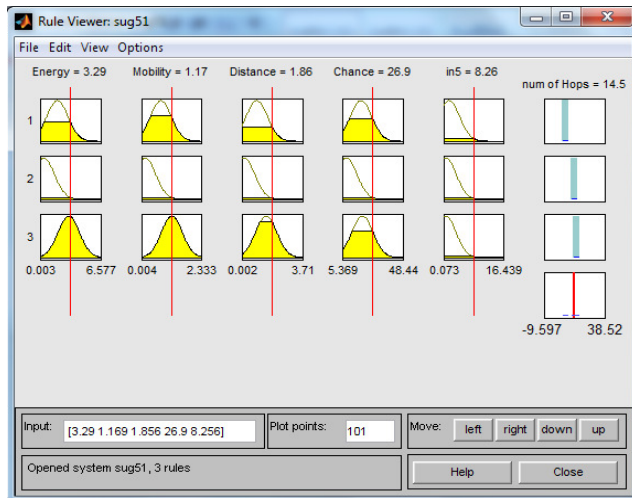 Rule Viewer: sug51
File Edit View Options
Energy = 3.29 Mobility = 1.17 Distance = 1.86 Chance = 26.9 in5 = 8.26 num of Hops = 14.5
1
2
3
0.003 6.577 0.004 2.333 0.002 3.71 5.369 48.44 0.073 16.439
-9.597 38.52
Input: [3.29 1.169 1.856 26.9 8.256] Plot points: 101 Move: left right down up
Opened system sug51, 3 rules Help Close